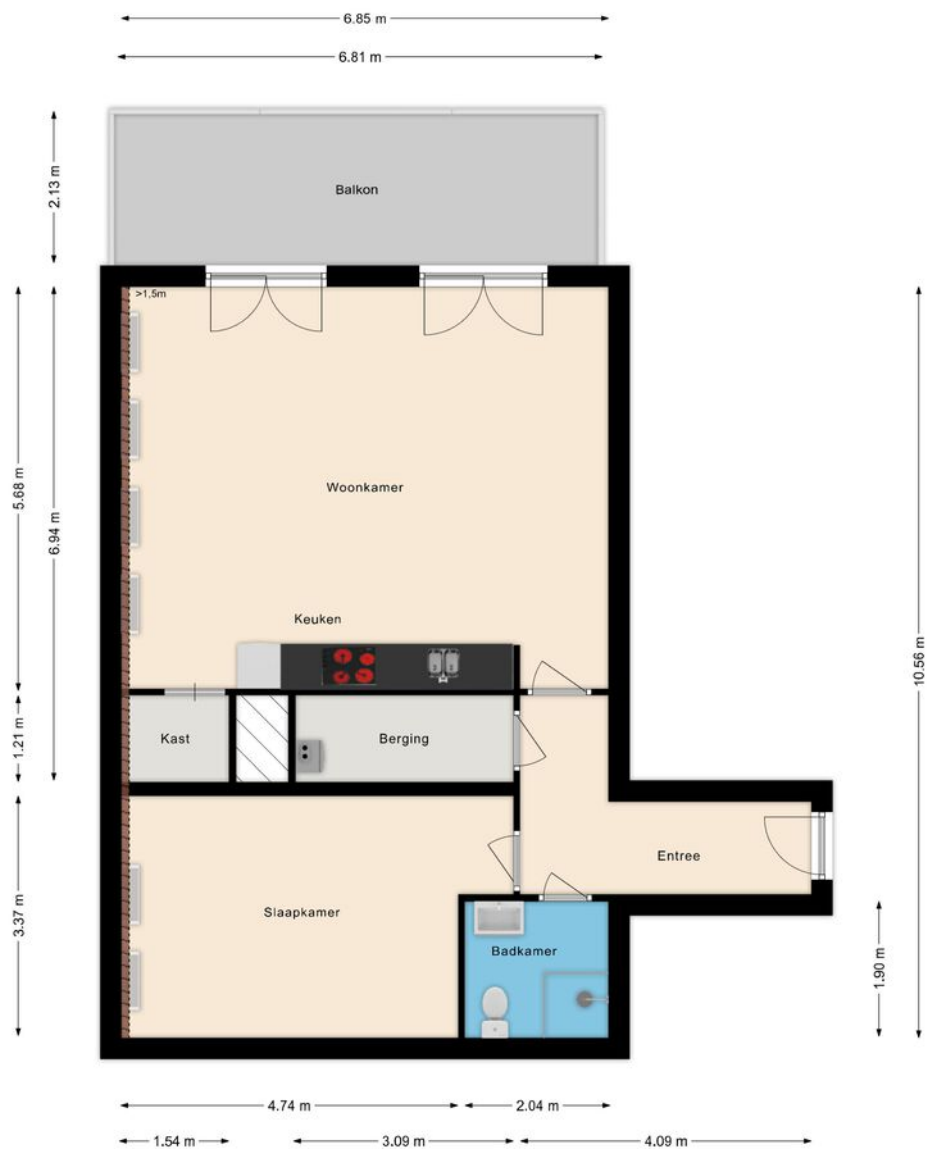 6.85 m
6.81 m
2.13 m
Balkon
>1,5m
5.68 m
6.94 m
Woonkamer
10.56 m
Keuken
1.21 m
Kast
Berging
3.37 m
Entree
Slaapkamer
Badkamer
1.90 m
4.74 m
2.04 m
1.54 m
3.09 m
4.09 m